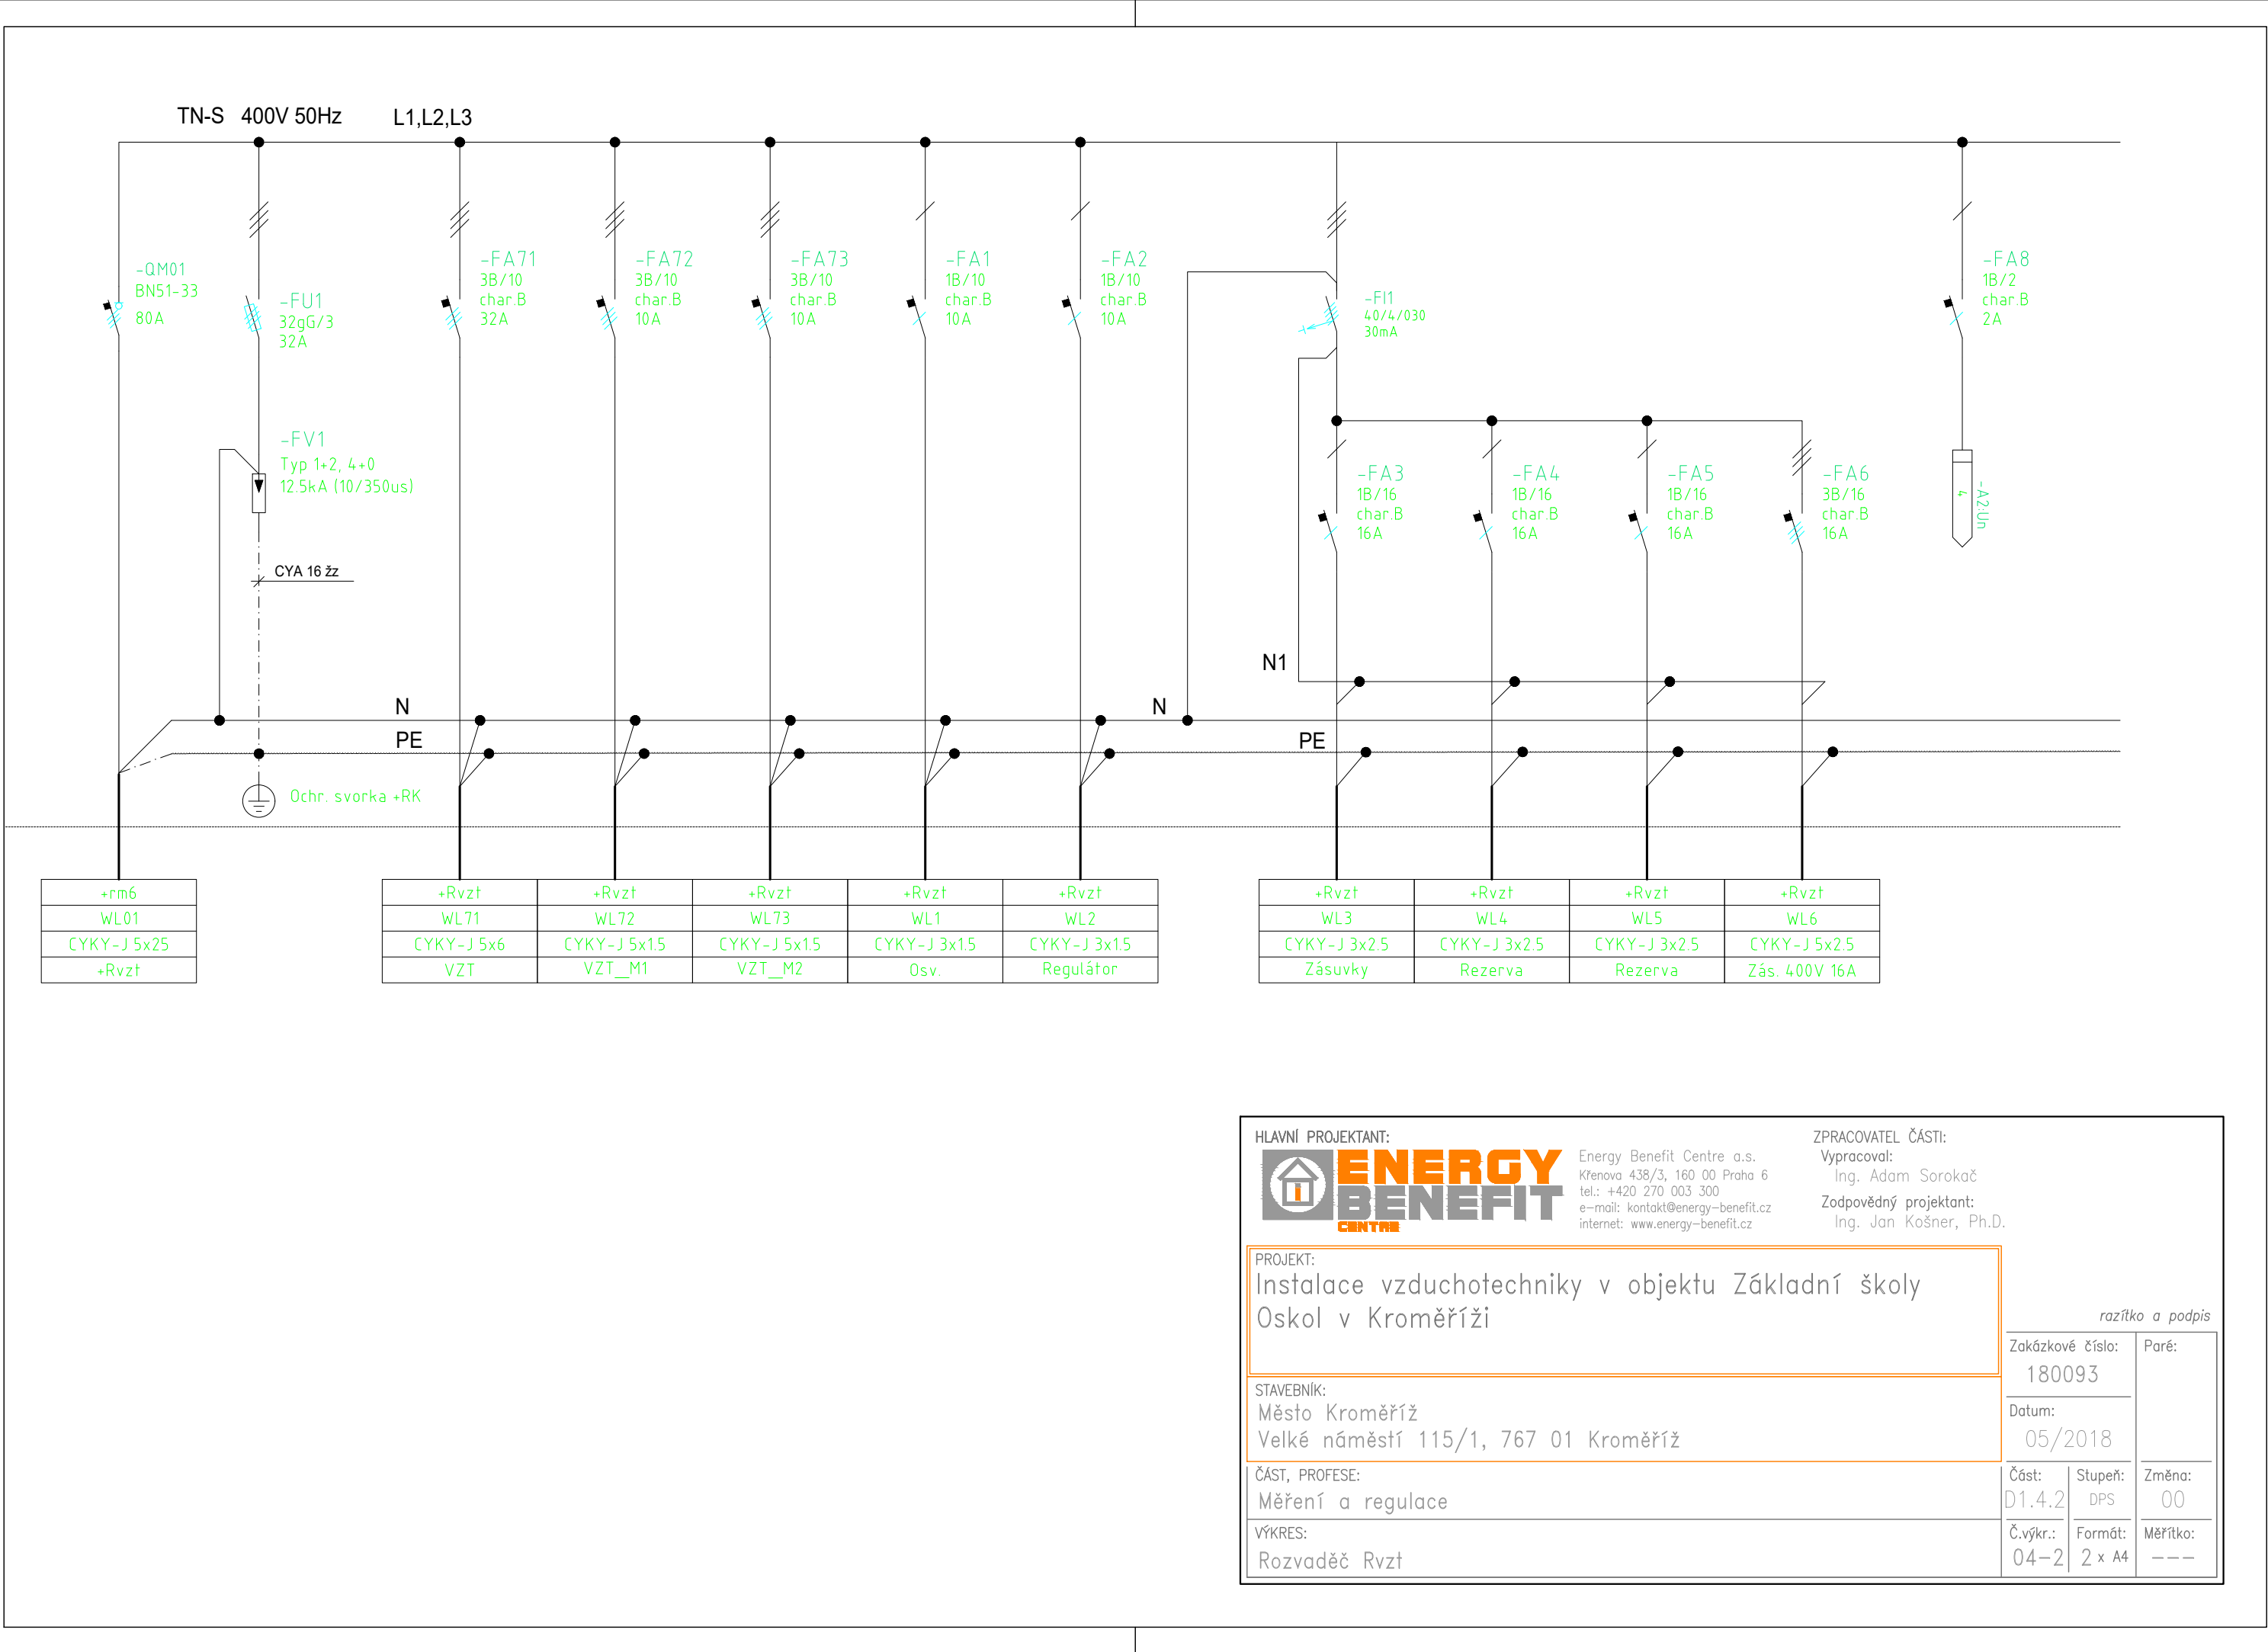 TN-S 400V 50Hz
L1,L2,L3
-QM01
BN51-33
80A
-FU1
32gG/3
32A
-FV1
Typ 1+2, 4+0
12.5kA (10/350us)
CYA 16 žz
-FA71
3B/10
char.B
32A
-FA72
3B/10
char.B
10A
-FA73
3B/10
char.B
10A
-FA1
1B/10
char.B
10A
-FA2
1B/10
char.B
10A
-FI1
40/4/030
30mA
-FA3
1B/16
char.B
16A
-FA4
1B/16
char.B
16A
-FA5
1B/16
char.B
16A
-FA6
3B/16
char.B
16A
-FA8
1B/2
char.B
2A
4
-A2:Un
N1
N
N
PE
PE
Ochr. svorka +RK
+rm6
WL01
CYKY-J 5x25
+Rvzt
+Rvzt
WL71
CYKY-J 5x6
VZT
+Rvzt
WL72
CYKY-J 5x1.5
VZT_M1
+Rvzt
WL73
CYKY-J 5x1.5
VZT_M2
+Rvzt
WL1
CYKY-J 3x1.5
Osv.
+Rvzt
WL2
CYKY-J 3x1.5
Regulátor
+Rvzt
WL3
CYKY-J 3x2.5
Zásuvky
+Rvzt
WL4
CYKY-J 3x2.5
Rezerva
+Rvzt
WL5
CYKY-J 3x2.5
Rezerva
+Rvzt
WL6
CYKY-J 5x2.5
Zás. 400V 16A
HLAVNÍ PROJEKTANT:
ENERGY
BENEFIT
CENTRE
Energy Benefit Centre a.s.
Křenova 438/3, 160 00 Praha 6
tel.: +420 270 003 300
e-mail: kontakt@energy-benefit.cz
internet: www.energy-benefit.cz
ZPRACOVATEL ČÁSTI:
Vypracoval:
Ing. Adam Sorokač
Zodpovědný projektant:
Ing. Jan Košner, Ph.D.
PROJEKT:
Instalace vzduchotechniky v objektu Základní školy
Oskol v Kroměříži
razítko a podpis
Zakázkové číslo:
180093
Paré:
STAVEBNÍK:
Město Kroměříž
Velké náměstí 115/1, 767 01 Kroměříž
Datum:
05/2018
ČÁST, PROFESE:
Měření a regulace
Část:
D1.4.2
Stupeň:
DPS
Změna:
00
VÝKRES:
Rozvaděč Rvzt
Č.výkr.:
04-2
Formát:
2 x A4
Měřítko:
---